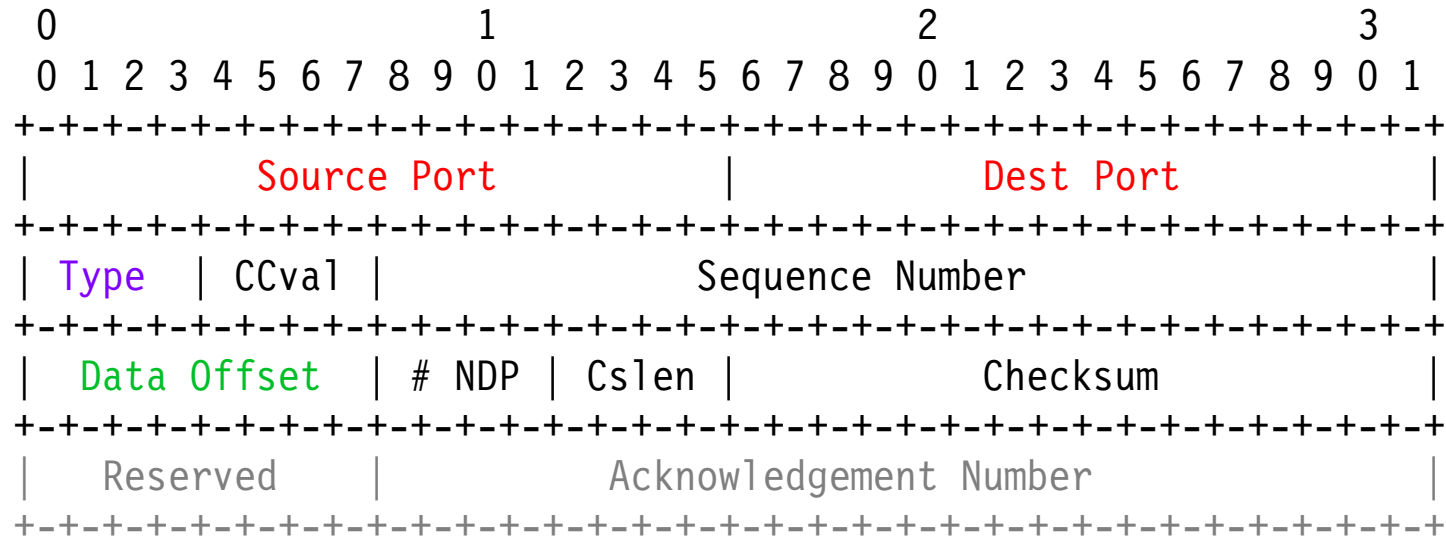 0                   1                   2                   3
 0 1 2 3 4 5 6 7 8 9 0 1 2 3 4 5 6 7 8 9 0 1 2 3 4 5 6 7 8 9 0 1
+-+-+-+-+-+-+-+-+-+-+-+-+-+-+-+-+-+-+-+-+-+-+-+-+-+-+-+-+-+-+-+-+
|          Source Port          |           Dest Port           |
+-+-+-+-+-+-+-+-+-+-+-+-+-+-+-+-+-+-+-+-+-+-+-+-+-+-+-+-+-+-+-+-+
| Type  | CCval |              Sequence Number                  |
+-+-+-+-+-+-+-+-+-+-+-+-+-+-+-+-+-+-+-+-+-+-+-+-+-+-+-+-+-+-+-+-+
|  Data Offset  | # NDP | Cslen |           Checksum            |
+-+-+-+-+-+-+-+-+-+-+-+-+-+-+-+-+-+-+-+-+-+-+-+-+-+-+-+-+-+-+-+-+
|   Reserved    |          Acknowledgement Number               |
+-+-+-+-+-+-+-+-+-+-+-+-+-+-+-+-+-+-+-+-+-+-+-+-+-+-+-+-+-+-+-+-+